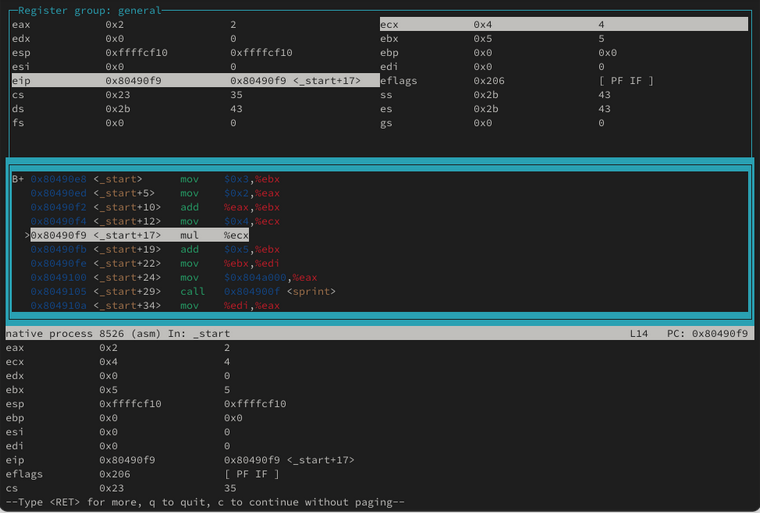 Register group: general
eax 0x2 2 ecx 0x4 4
edx 0x0 0 ebx 0x5 5
esp 0xffffcf10 0xffffcf10 ebp 0x0 0x0
esi 0x0 0 edi 0x0 0
eip 0x80490f9 0x80490f9 <_start+17> eflags 0x206 [ PF IF ]
cs 0x23 35 ss 0x2b 43
ds 0x2b 43 es 0x2b 43
fs 0x0 0 gs 0x0 0
B+ 0x80490e8 <_start> mov $0x3,%ebx
0x80490ed <_start+5> mov $0x2,%eax
0x80490f2 <_start+10> add %eax,%ebx
0x80490f4 <_start+12> mov $0x4,%ecx
>0x80490f9 <_start+17> mul %ecx
0x80490fb <_start+19> add $0x5,%ebx
0x80490fe <_start+22> mov %ebx,%edi
0x8049100 <_start+24> mov $0x804a000,%eax
0x8049105 <_start+29> call 0x804900f <sprint>
0x804910a <_start+34> mov %edi,%eax
native process 8526 (asm) In: _start L14 PC: 0x80490f9
eax 0x2 2
ecx 0x4 4
edx 0x0 0
ebx 0x5 5
esp 0xffffcf10 0xffffcf10
ebp 0x0 0x0
esi 0x0 0
edi 0x0 0
eip 0x80490f9 0x80490f9 <_start+17>
eflags 0x206 [ PF IF ]
cs 0x23 35
--Type <RET> for more, q to quit, c to continue without paging--